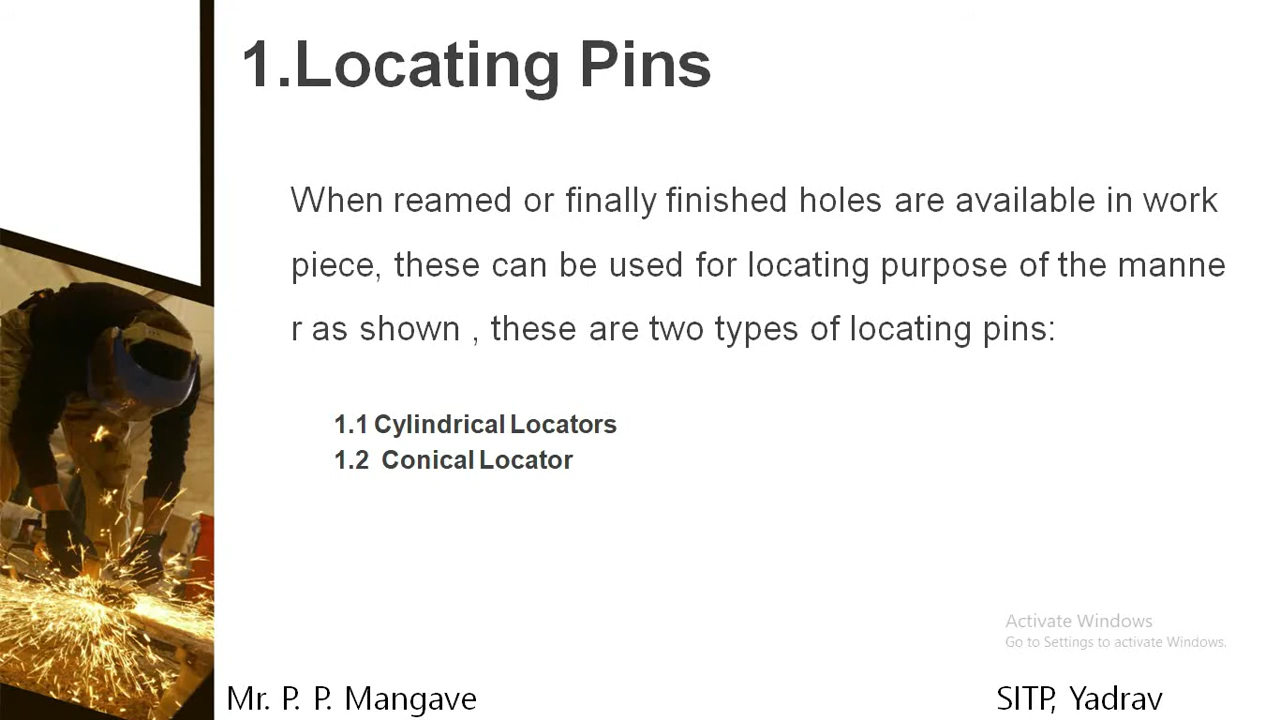 1.Locating Pins
When reamed or finally finished holes are available in work
piece, these can be used for locating purpose of the manne
r as shown , these are two types of locating pins:
1.1 Cylindrical Locators
1.2 Conical Locator
Activate Windows
Go to Settings to activate Windows.
Mr. P. P. Mangave
SITP, Yadrav